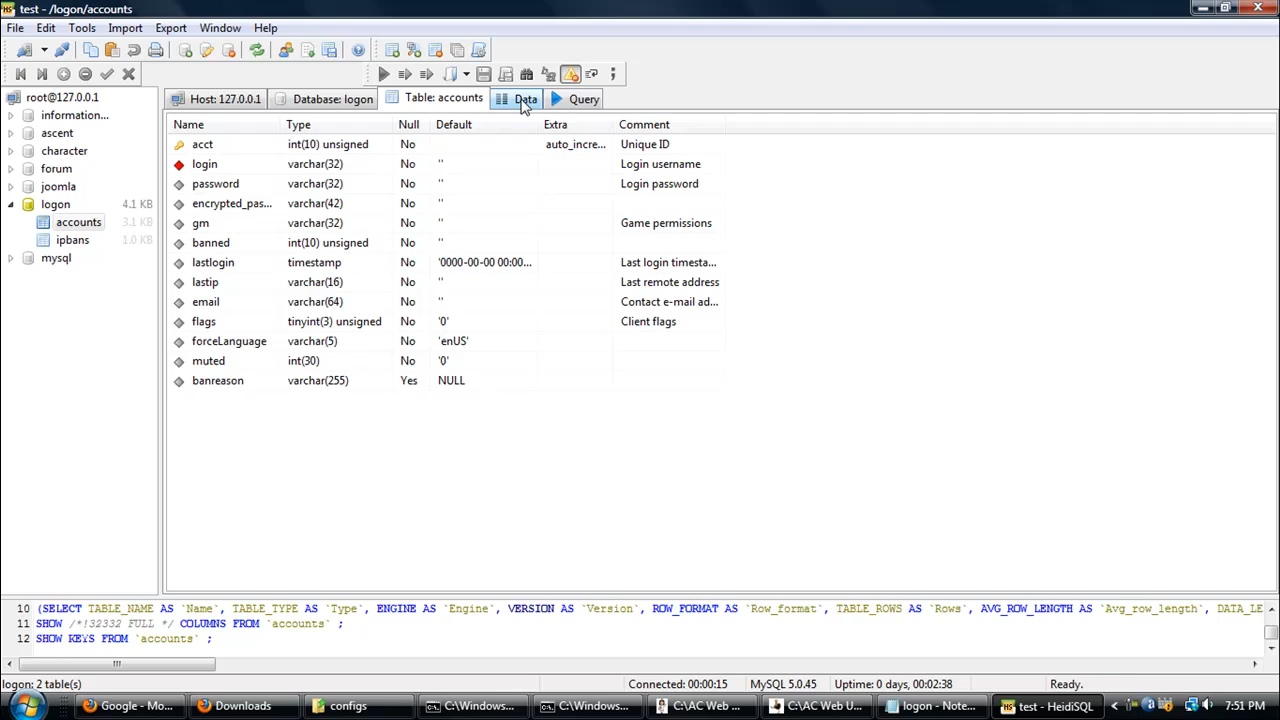 test - /logon/accounts
File Edit Tools Import Export Window Help
root@127.0.0.1
information...
ascent
character
forum
joomla
logon 4.1 KB
accounts 3.1 KB
ipbans 1.0 KB
mysql
Host: 127.0.0.1 Database: logon Table: accounts Data Query
Name Type Null Default Extra Comment
acct int(10) unsigned No auto_incre... Unique ID
login varchar(32) No '' Login username
password varchar(32) No '' Login password
encrypted_pas... varchar(42) No ''
gm varchar(32) No '' Game permissions
banned int(10) unsigned No ''
lastlogin timestamp No '0000-00-00 00:00... Last login timesta...
lastip varchar(16) No '' Last remote address
email varchar(64) No '' Contact e-mail ad...
flags tinyint(3) unsigned No '0' Client flags
forceLanguage varchar(5) No 'enUS'
muted int(30) No '0'
banreason varchar(255) Yes NULL
10 (SELECT TABLE_NAME AS `Name`, TABLE_TYPE AS `Type`, ENGINE AS `Engine`, VERSION AS `Version`, ROW_FORMAT AS `Row_format`, TABLE_ROWS AS `Rows`, AVG_ROW_LENGTH AS `Avg_row_length`, DATA_LE
11 SHOW /*!32332 FULL */ COLUMNS FROM `accounts` ;
12 SHOW KEYS FROM `accounts` ;
logon: 2 table(s) Connected: 00:00:15 MySQL 5.0.45 Uptime: 0 days, 00:02:38 Ready.
Google - Mo... Downloads configs C:\Windows... C:\Windows... C:\AC Web ... C:\AC Web U... logon - Note... test - HeidiSQL 7:51 PM